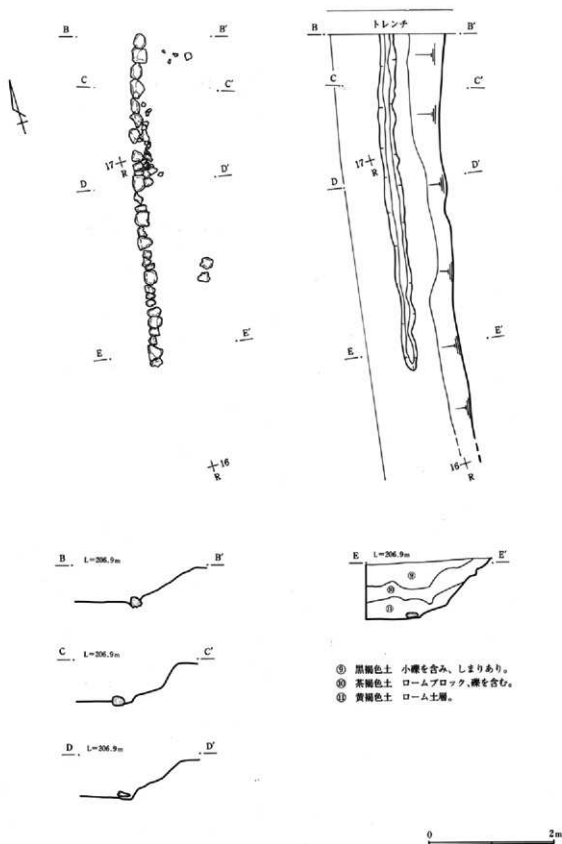 トレンチ
B B'
B B'
C C'
C C'
17 R
D D'
17 R
D D'
E E'
E E'
16 R
16 R
B L=206.9m B'
E L=206.9m E'
⑨
⑩
⑪
C L=206.9m C'
⑨ 黒褐色土 小礫を含み、しまりあり。
⑩ 茶褐色土 ロームブロック、礫を含む。
⑪ 黄褐色土 ローム土層。
D L=206.9m D'
0 2m